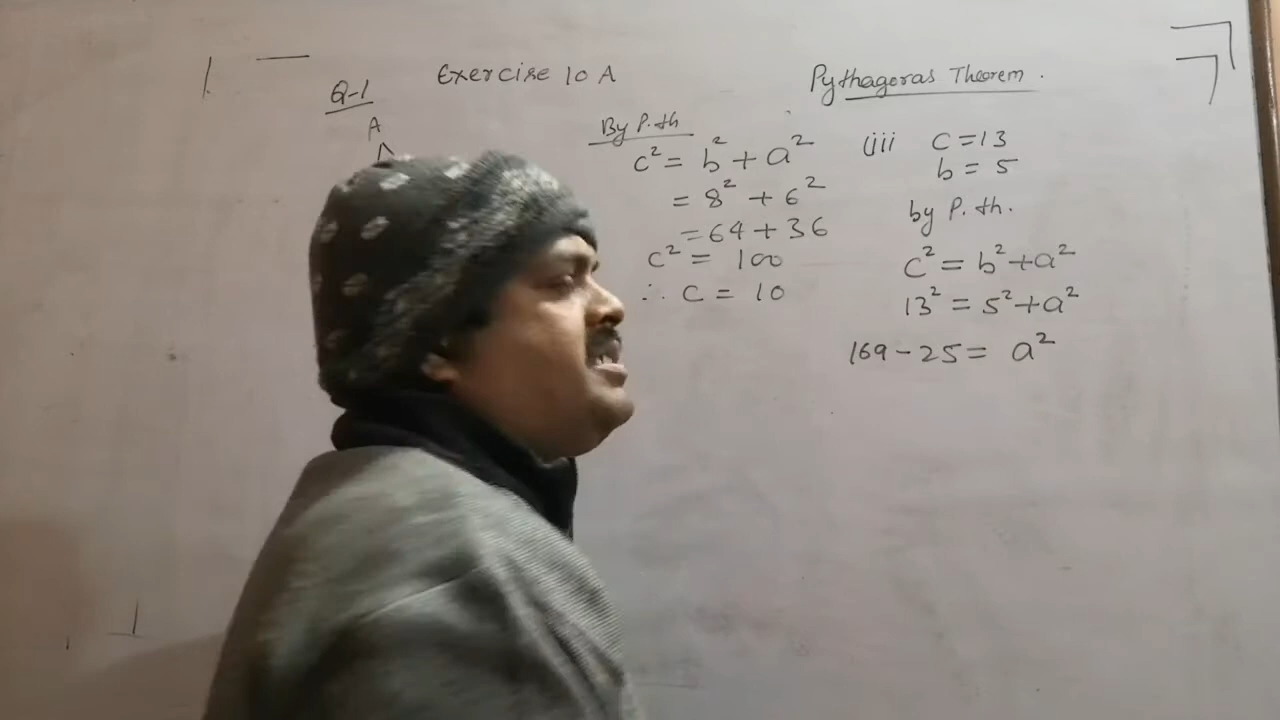 Exercise 10 A
Pythagoras Theorem.
Q-1
A
By P.th
c² = b² + a²
= 8² + 6²
= 64 + 36
c² = 100
∴ c = 10
(iii c = 13
b = 5
by P. th.
c² = b² + a²
13² = 5² + a²
169 - 25 = a²